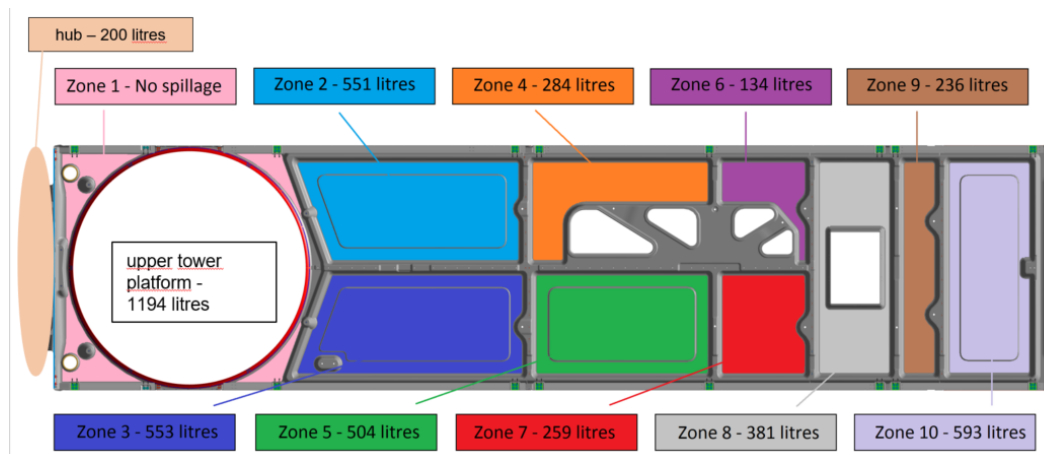 hub – 200 litres
Zone 1 - No spillage
Zone 2 - 551 litres
Zone 4 - 284 litres
Zone 6 - 134 litres
Zone 9 - 236 litres
upper tower
platform -
1194 litres
Zone 3 - 553 litres
Zone 5 - 504 litres
Zone 7 - 259 litres
Zone 8 - 381 litres
Zone 10 - 593 litres